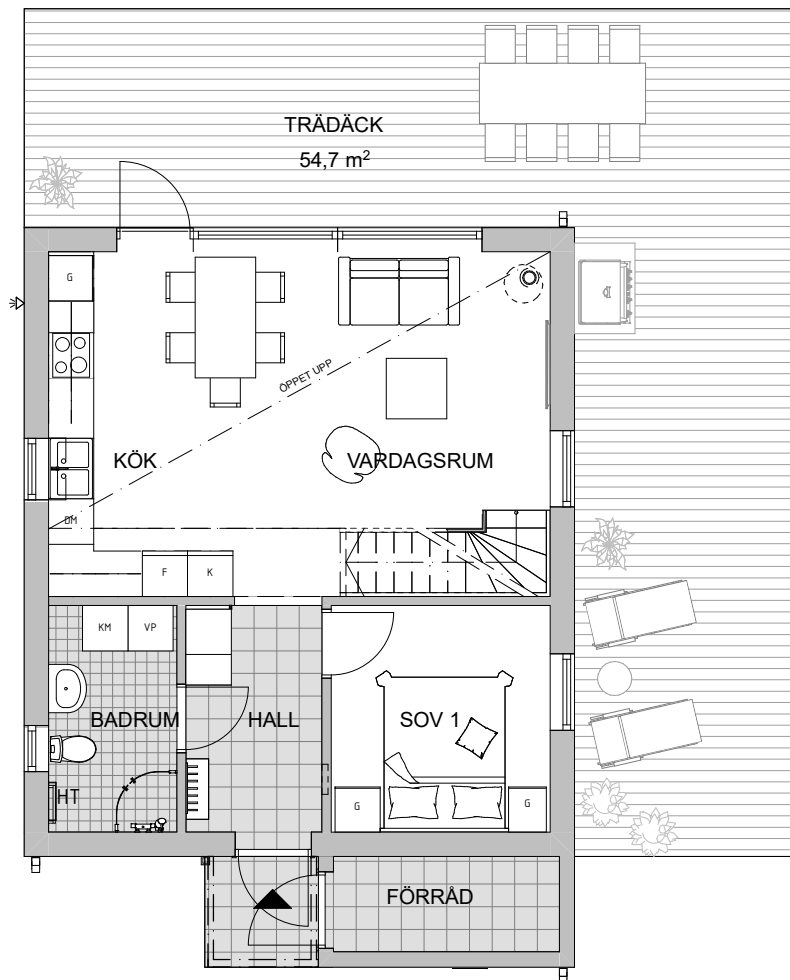 TRÄDÄCK
54,7 m²
G
ÖPPET UPP
KÖK
VARDAGSRUM
DM
F
K
KM
VP
BADRUM
HALL
SOV 1
HT
G
G
FÖRRÅD